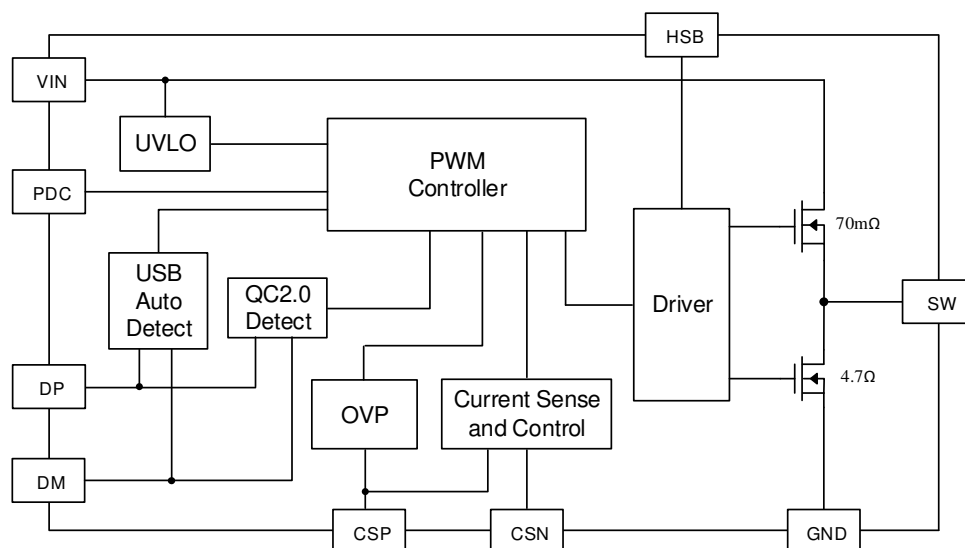 HSB
VIN
UVLO
PWM
Controller
PDC
70mΩ
USB
Auto
Detect
QC2.0
Detect
Driver
SW
DP
OVP
Current Sense
and Control
4.7Ω
DM
CSP
CSN
GND